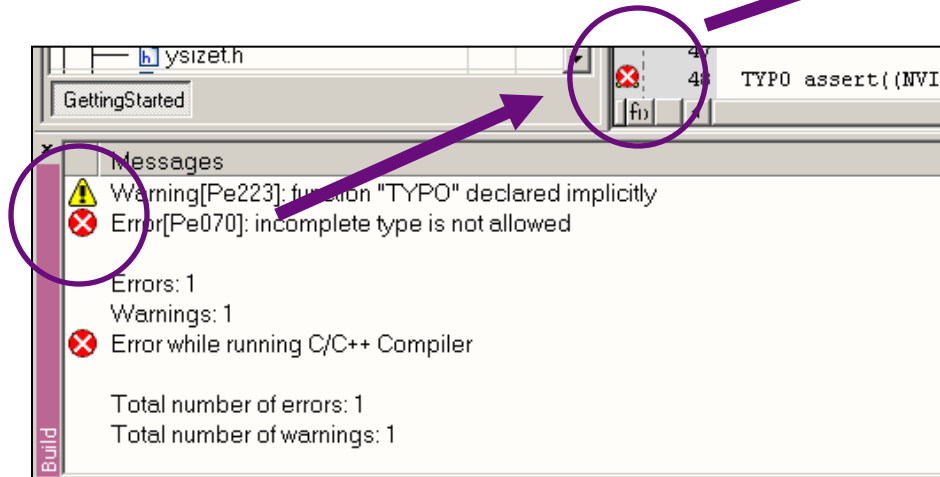 ysizet.h
47
48 TYPO assert((NVI
GettingStarted
Messages
Warning[Pe223]: function "TYPO" declared implicitly
Error[Pe070]: incomplete type is not allowed
Errors: 1
Warnings: 1
Error while running C/C++ Compiler
Total number of errors: 1
Total number of warnings: 1
Build